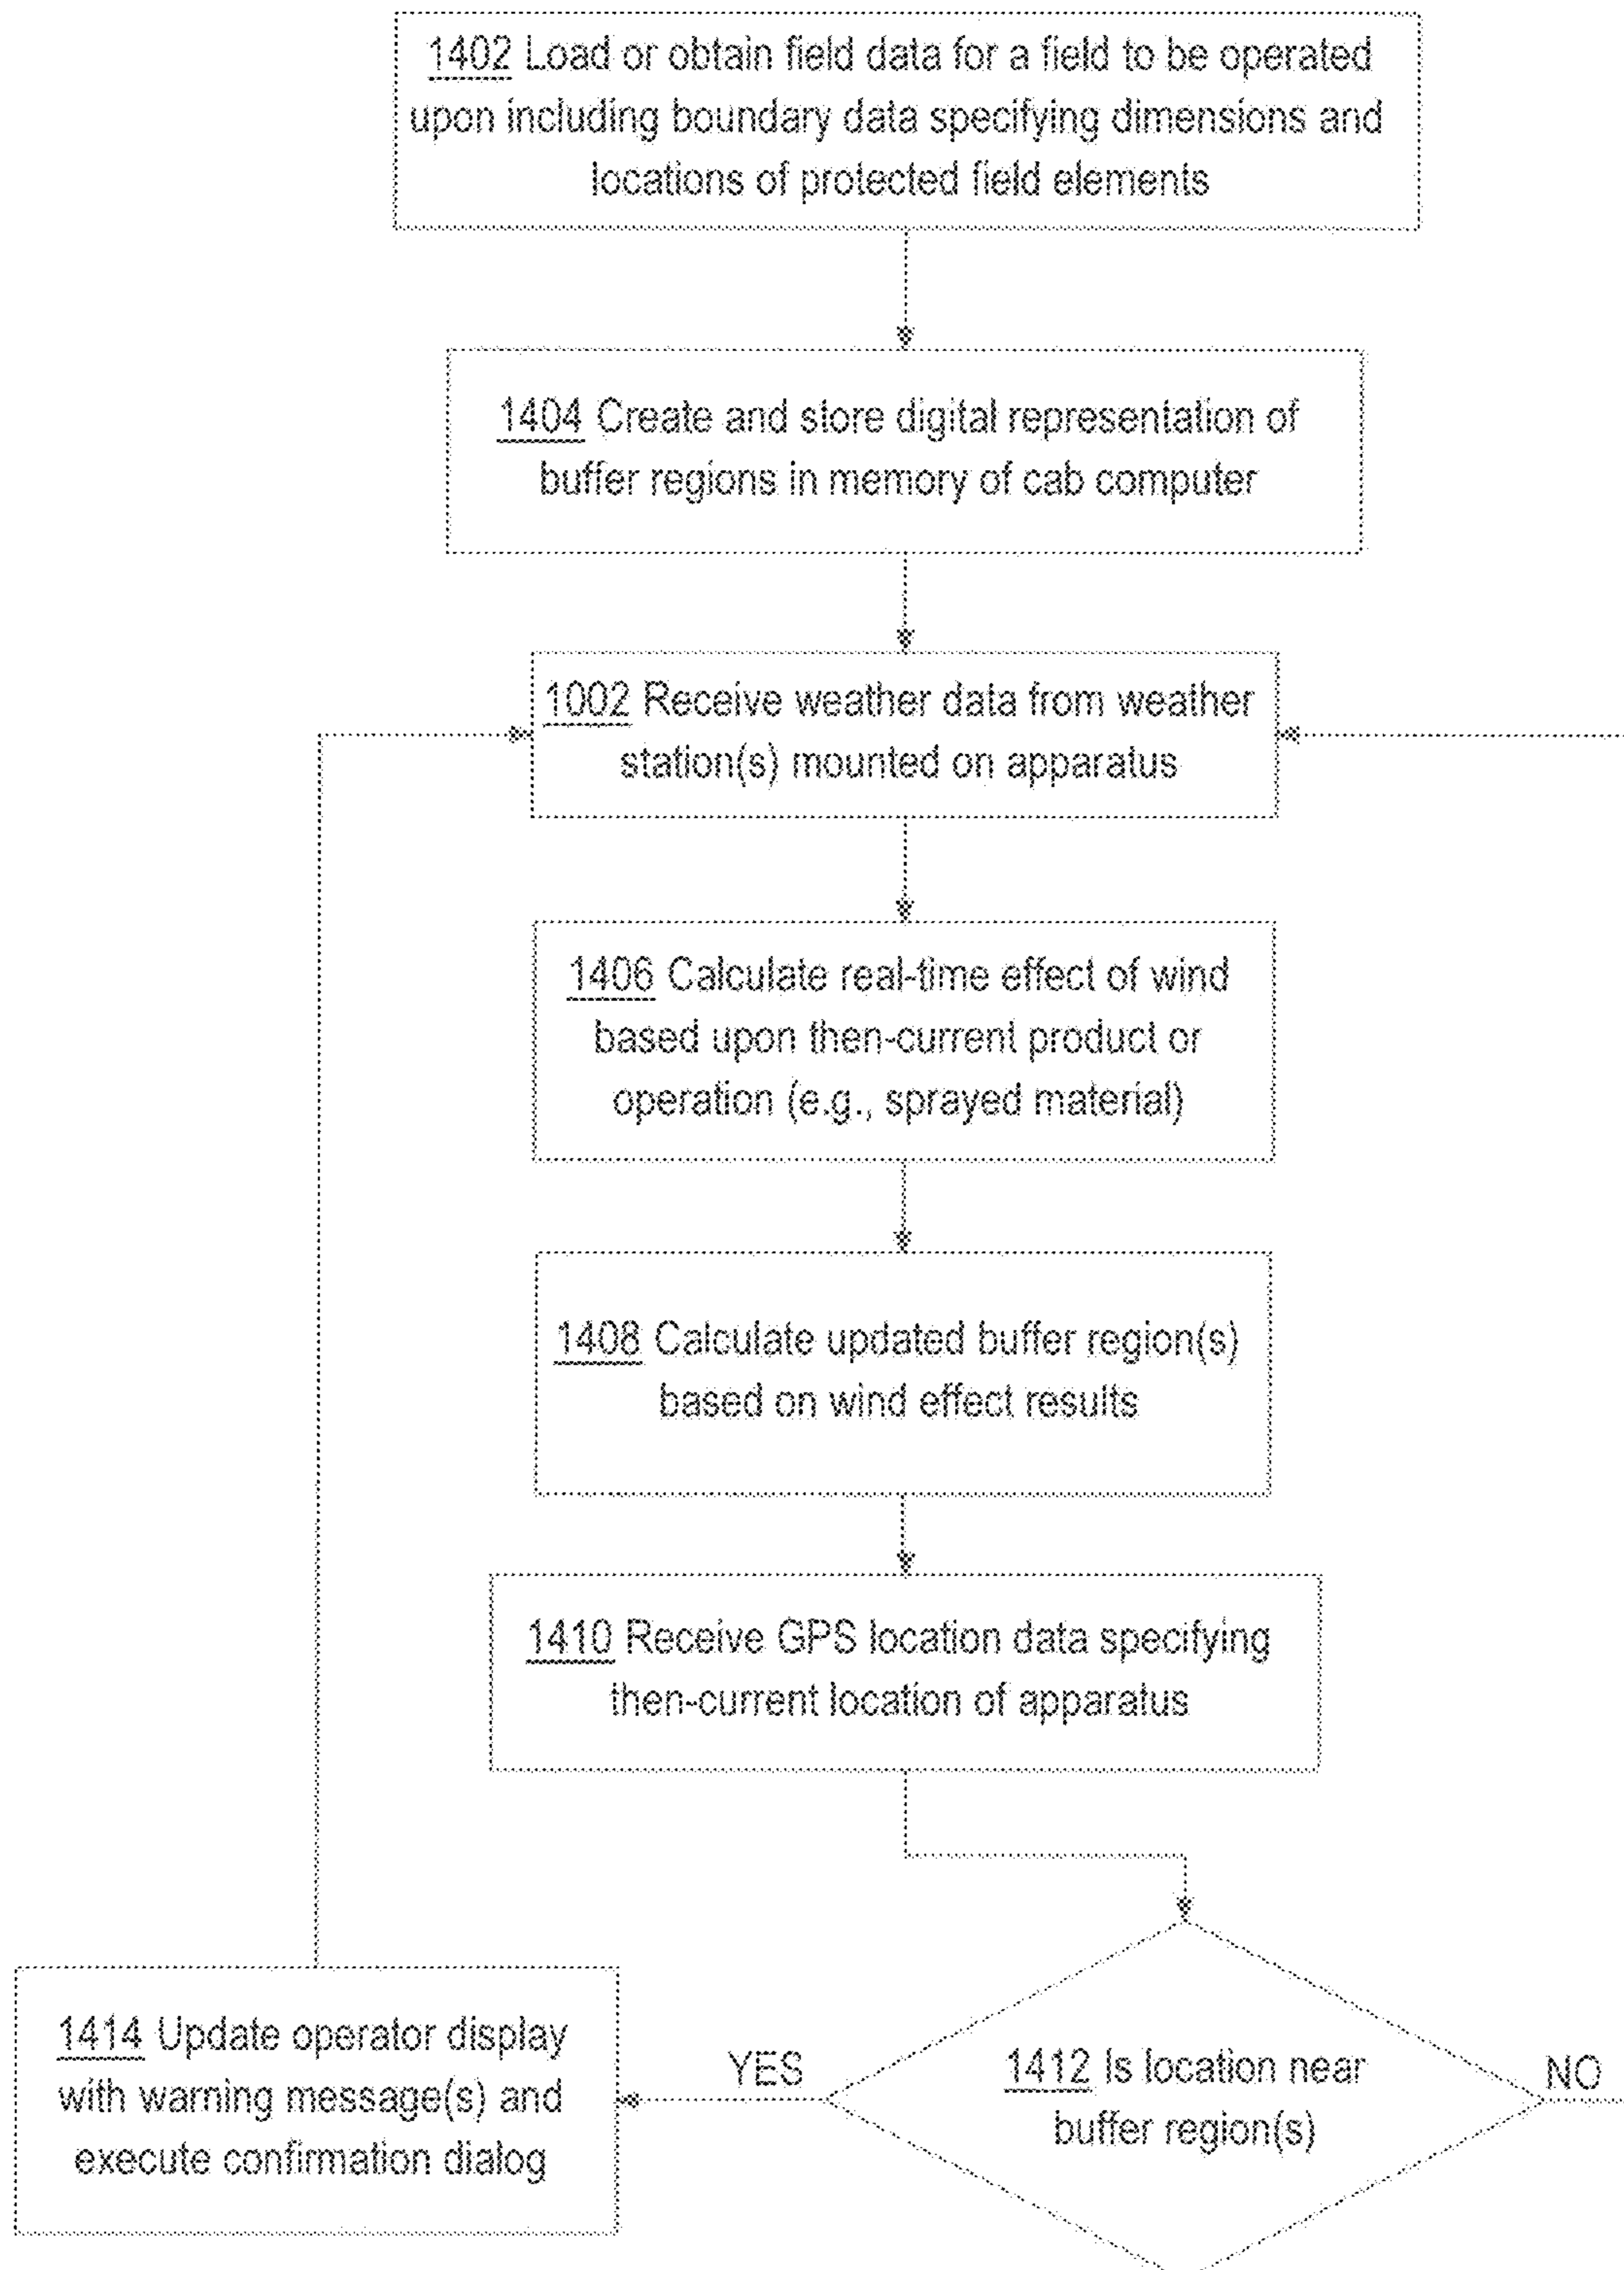 1402 Load or obtain field data for a field to be operated
upon including boundary data specifying dimensions and
locations of protected field elements
1404 Create and store digital representation of
buffer regions in memory of cab computer
1002 Receive weather data from weather
station(s) mounted on apparatus
1406 Calculate real-time effect of wind
based upon then-current product or
operation (e.g., sprayed material)
1408 Calculate updated buffer region(s)
based on wind effect results
1410 Receive GPS location data specifying
then-current location of apparatus
1412 Is location near
buffer region(s)
YES
NO
1414 Update operator display
with warning message(s) and
execute confirmation dialog